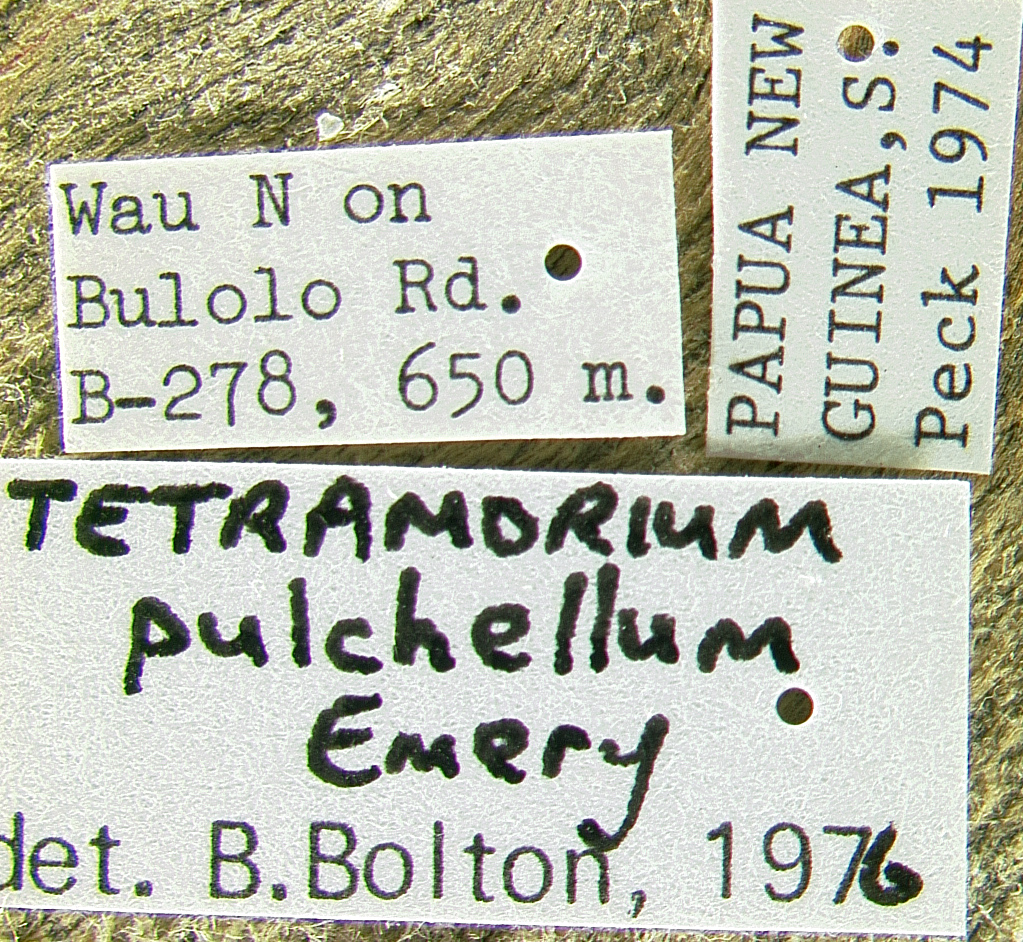 Wau N on
Bulolo Rd.
B-278, 650 m.
PAPUA NEW
GUINEA,S.
Peck 1974
TETRAMORIUM
pulchellum
Emery
det. B.Bolton, 1976